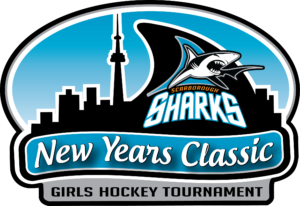 SCARBOROUGH
SHARKS
New Years Classic
GIRLS HOCKEY TOURNAMENT